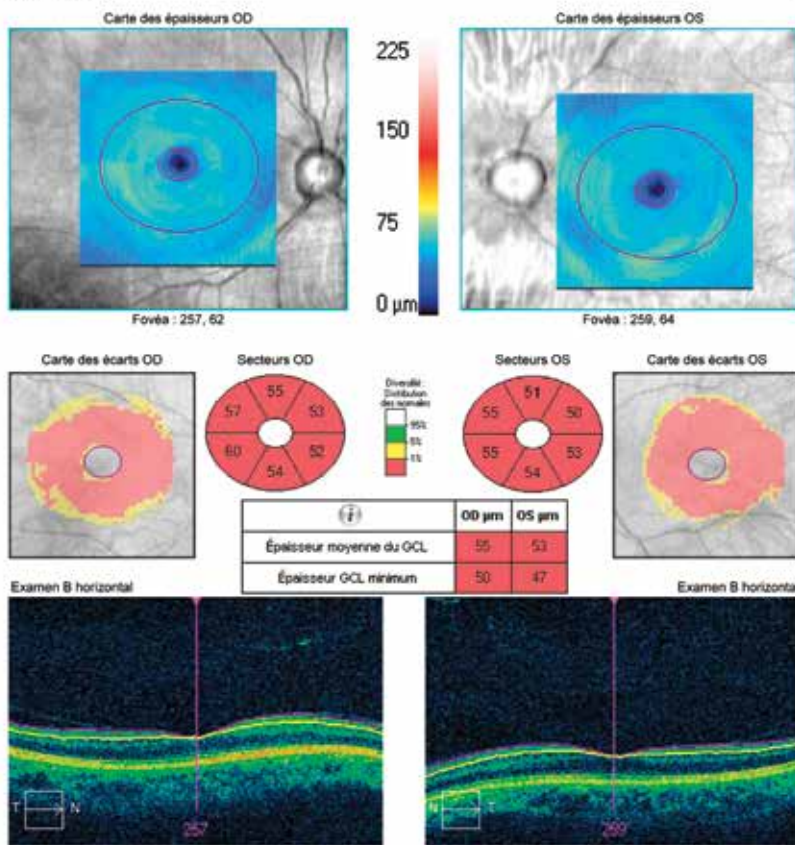 Carte des épaisseurs OD
Carte des épaisseurs OS
225
150
75
0 µm
Fovéa : 257, 62
Fovéa : 259, 64
Carte des écarts OD
Secteurs OD
Secteurs OS
Carte des écarts OS
Diversifié :
Distribution
des normales
95%
5%
1%
55
57
53
60
52
54
51
55
50
55
53
54
OD µm
OS µm
Épaisseur moyenne du GCL
55
53
Épaisseur GCL minimum
50
47
Examen B horizontal
Examen B horizonta
T
N
257
N
T
259